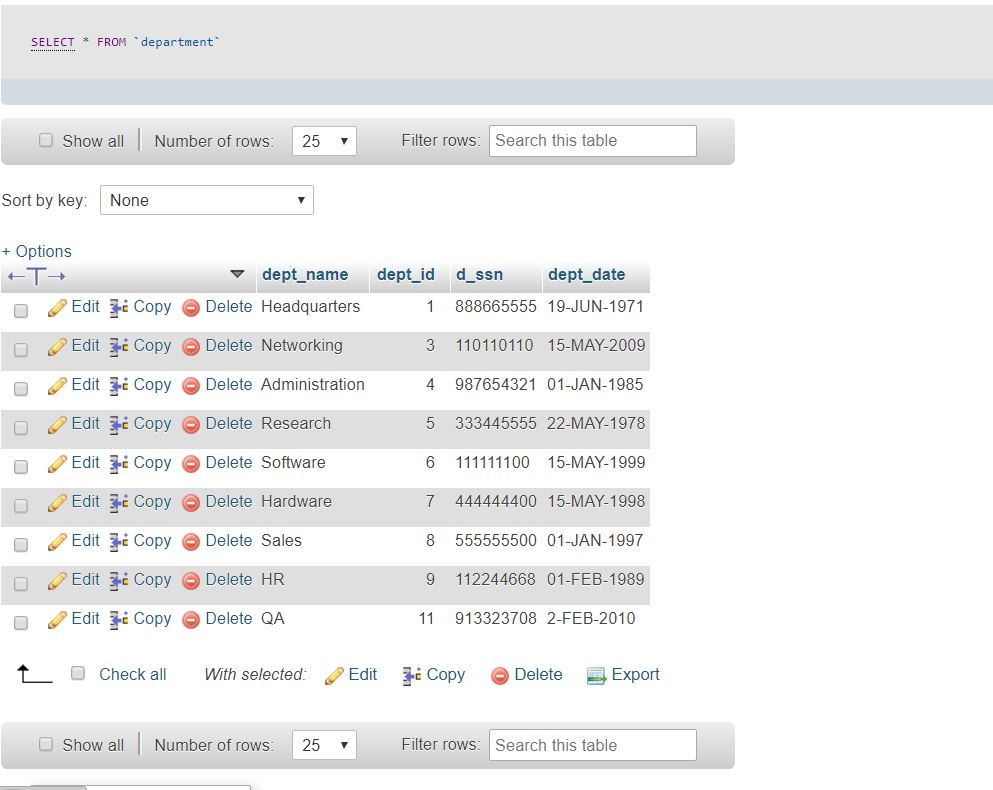 SELECT * FROM `department`
Show all Number of rows: 25 Filter rows: Search this table
Sort by key: None
+ Options
dept_name dept_id d_ssn dept_date
Edit Copy Delete Headquarters 1 888665555 19-JUN-1971
Edit Copy Delete Networking 3 110110110 15-MAY-2009
Edit Copy Delete Administration 4 987654321 01-JAN-1985
Edit Copy Delete Research 5 333445555 22-MAY-1978
Edit Copy Delete Software 6 111111100 15-MAY-1999
Edit Copy Delete Hardware 7 444444400 15-MAY-1998
Edit Copy Delete Sales 8 555555500 01-JAN-1997
Edit Copy Delete HR 9 112244668 01-FEB-1989
Edit Copy Delete QA 11 913323708 2-FEB-2010
Check all With selected: Edit Copy Delete Export
Show all Number of rows: 25 Filter rows: Search this table